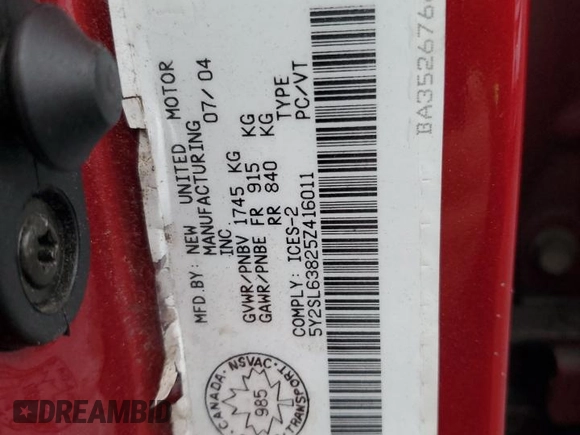 MFD.BY: NEW UNITED MOTOR
MANUFACTURING 07/04
INC.
GVWR/PNBV 1745 KG
GAWR/PNBE FR 915 KG
RR 840 KG
COMPLY: ICES-2 TYPE
5Y2SL63825Z416011 PC/VT
BA3526764
CANADA NSVAC
985
TRANSPORT
DREAMBID